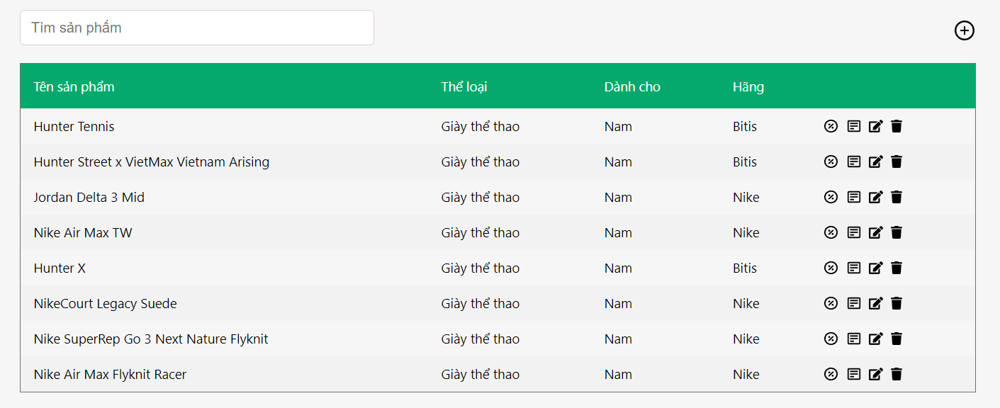 Tìm sản phẩm
Tên sản phẩm Thể loại Dành cho Hãng
Hunter Tennis Giày thể thao Nam Bitis
Hunter Street x VietMax Vietnam Arising Giày thể thao Nam Bitis
Jordan Delta 3 Mid Giày thể thao Nam Nike
Nike Air Max TW Giày thể thao Nam Nike
Hunter X Giày thể thao Nam Bitis
NikeCourt Legacy Suede Giày thể thao Nam Nike
Nike SuperRep Go 3 Next Nature Flyknit Giày thể thao Nam Nike
Nike Air Max Flyknit Racer Giày thể thao Nam Nike